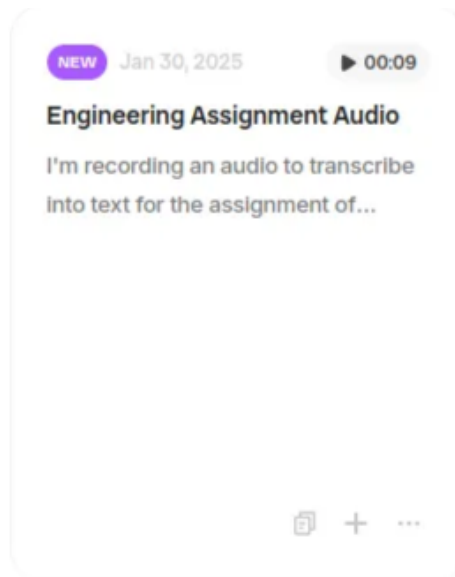 NEW Jan 30, 2025 00:09
Engineering Assignment Audio
I'm recording an audio to transcribe
into text for the assignment of...